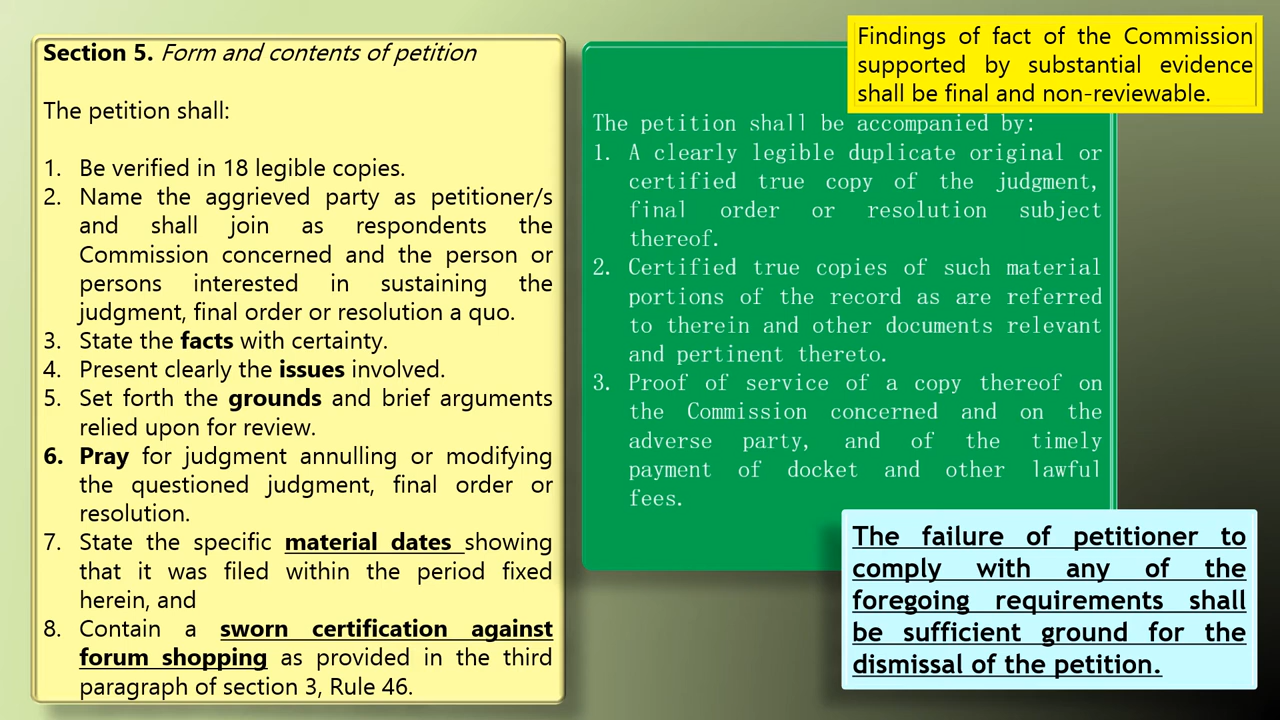 Section 5. Form and contents of petition
The petition shall:
1. Be verified in 18 legible copies.
2. Name the aggrieved party as petitioner/s
and shall join as respondents the
Commission concerned and the person or
persons interested in sustaining the
judgment, final order or resolution a quo.
3. State the facts with certainty.
4. Present clearly the issues involved.
5. Set forth the grounds and brief arguments
relied upon for review.
6. Pray for judgment annulling or modifying
the questioned judgment, final order or
resolution.
7. State the specific material dates showing
that it was filed within the period fixed
herein, and
8. Contain a sworn certification against
forum shopping as provided in the third
paragraph of section 3, Rule 46.
Findings of fact of the Commission
supported by substantial evidence
shall be final and non-reviewable.
The petition shall be accompanied by:
1. A clearly legible duplicate original or
certified true copy of the judgment,
final order or resolution subject
thereof.
2. Certified true copies of such material
portions of the record as are referred
to therein and other documents relevant
and pertinent thereto.
3. Proof of service of a copy thereof on
the Commission concerned and on the
adverse party, and of the timely
payment of docket and other lawful
fees.
The failure of petitioner to
comply with any of the
foregoing requirements shall
be sufficient ground for the
dismissal of the petition.